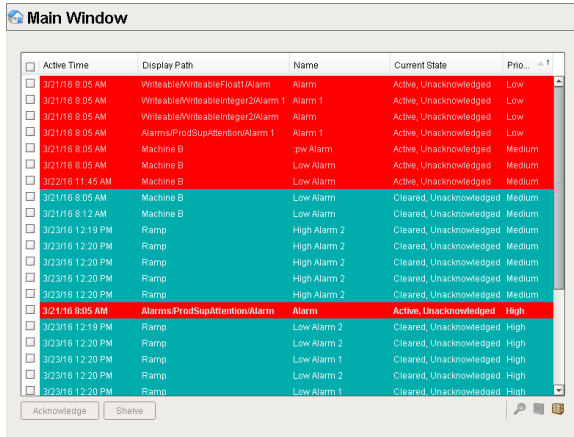 Main Window
Active Time Display Path Name Current State Prio... 1
3/21/16 8:05 AM Writeable/WriteableFloat1/Alarm Alarm Active, Unacknowledged Low
3/21/16 8:05 AM Writeable/WriteableInteger2/Alarm 1 Alarm 1 Active, Unacknowledged Low
3/21/16 8:05 AM Writeable/WriteableInteger2/Alarm Alarm Active, Unacknowledged Low
3/21/16 8:05 AM Alarms/ProdSupAttention/Alarm 1 Alarm 1 Active, Unacknowledged Low
3/21/16 8:05 AM Machine B :pw Alarm Active, Unacknowledged Medium
3/21/16 8:05 AM Machine B Low Alarm Active, Unacknowledged Medium
3/22/16 11:45 AM Machine B Low Alarm Active, Unacknowledged Medium
3/21/16 8:05 AM Machine B Low Alarm Cleared, Unacknowledged Medium
3/21/16 8:12 AM Machine B Low Alarm Cleared, Unacknowledged Medium
3/23/16 12:19 PM Ramp High Alarm 2 Cleared, Unacknowledged Medium
3/23/16 12:20 PM Ramp High Alarm 2 Cleared, Unacknowledged Medium
3/23/16 12:20 PM Ramp High Alarm 2 Cleared, Unacknowledged Medium
3/23/16 12:20 PM Ramp High Alarm 2 Cleared, Unacknowledged Medium
3/21/16 8:05 AM Alarms/ProdSupAttention/Alarm Alarm Active, Unacknowledged High
3/23/16 12:19 PM Ramp Low Alarm 2 Cleared, Unacknowledged High
3/23/16 12:20 PM Ramp Low Alarm 2 Cleared, Unacknowledged High
3/23/16 12:20 PM Ramp Low Alarm 1 Cleared, Unacknowledged High
3/23/16 12:20 PM Ramp Low Alarm 2 Cleared, Unacknowledged High
3/23/16 12:20 PM Ramp Low Alarm 1 Cleared, Unacknowledged High
Acknowledge Shelve